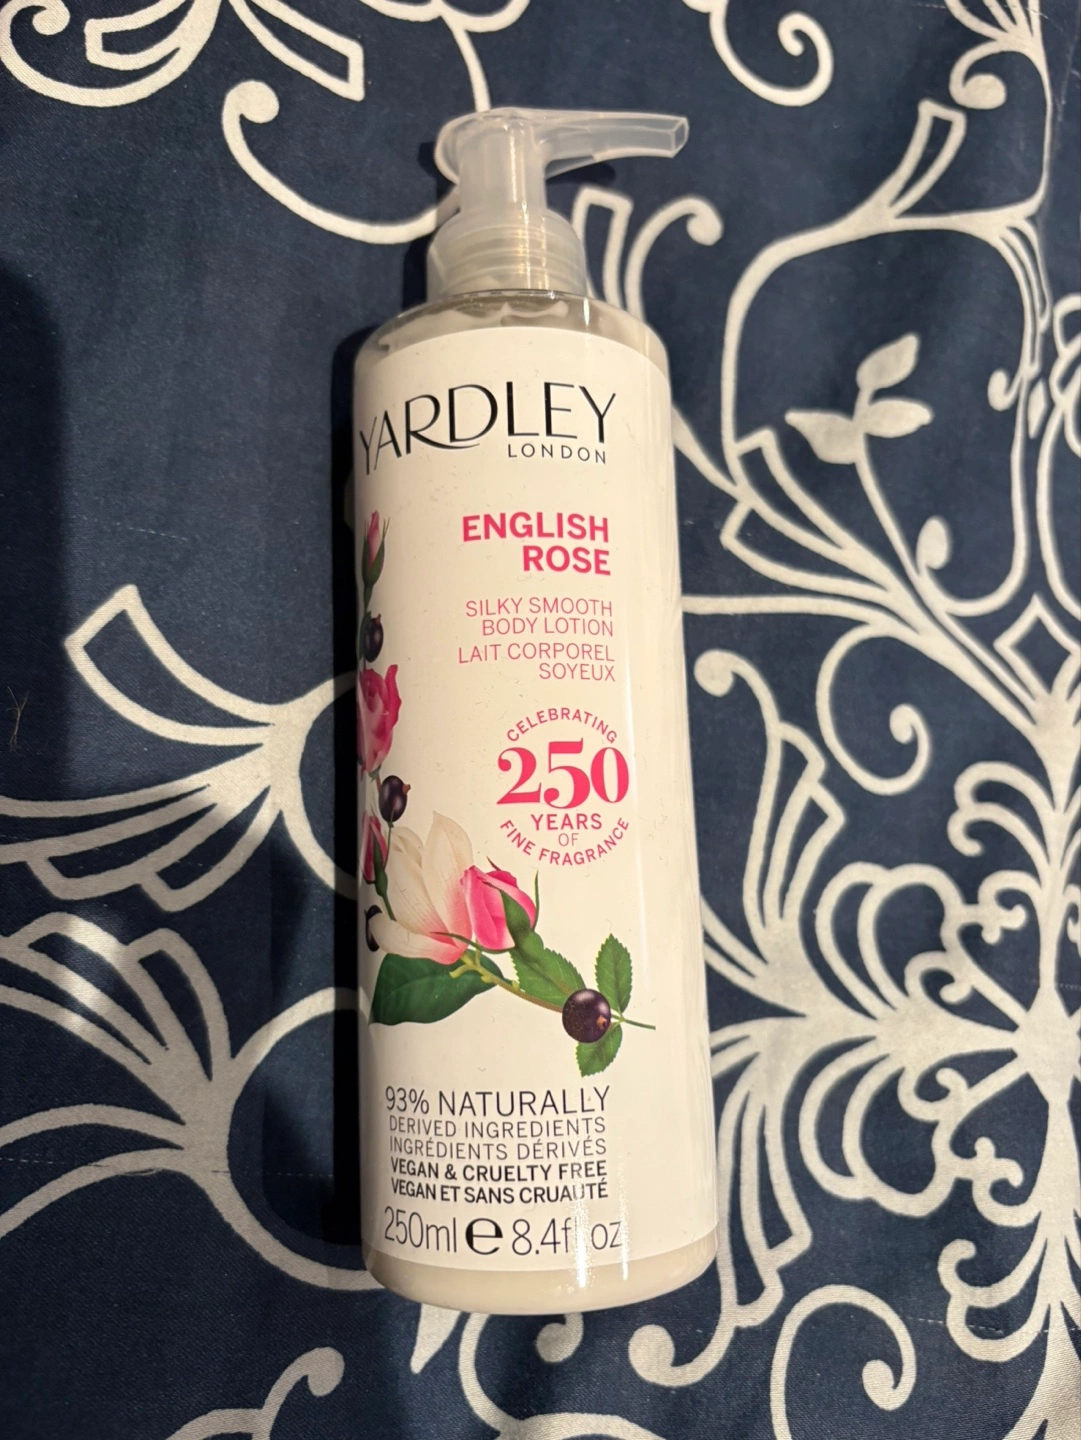 YARDLEY
LONDON
ENGLISH
ROSE
SILKY SMOOTH
BODY LOTION
LAIT CORPOREL
SOYEUX
CELEBRATING
250
YEARS
OF
FINE FRAGRANCE
93% NATURALLY
DERIVED INGREDIENTS
INGRÉDIENTS DÉRIVÉS
VEGAN & CRUELTY FREE
VEGAN ET SANS CRUAUTÉ
250ml ℮ 8.4fl oz